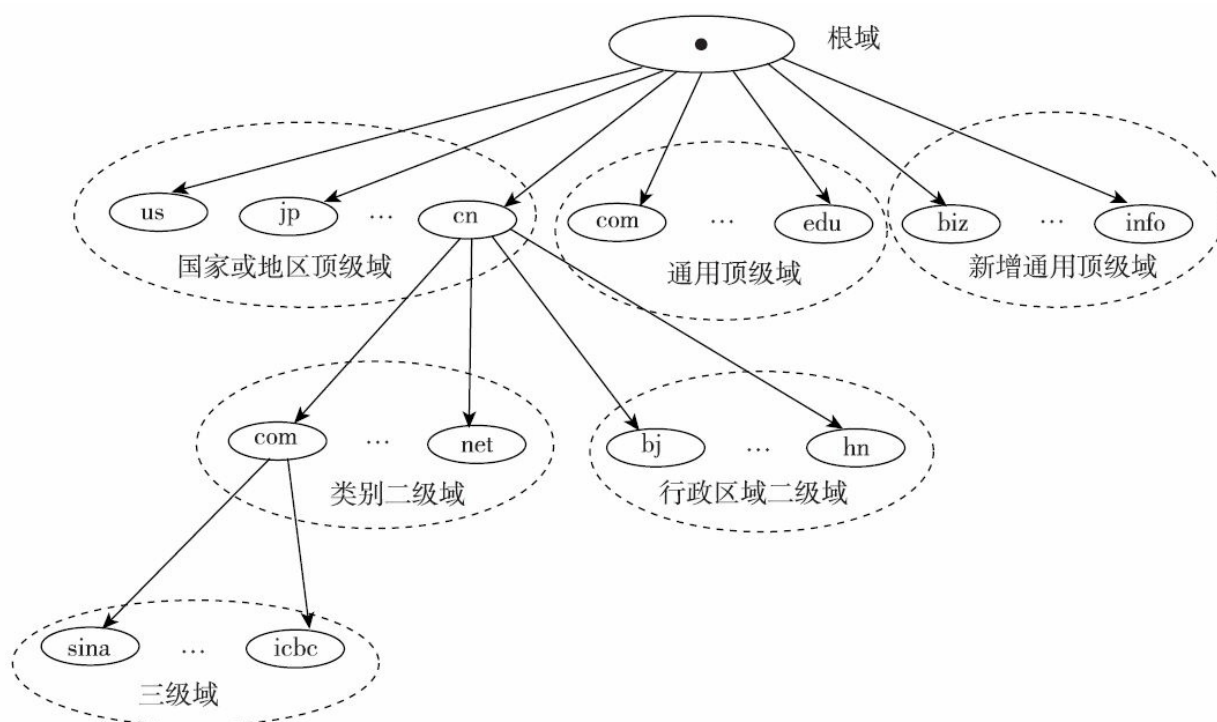 根域
us jp … cn com … edu biz … info
国家或地区顶级域 通用顶级域 新增通用顶级域
com … net bj … hn
类别二级域 行政区域二级域
sina … icbc
三级域